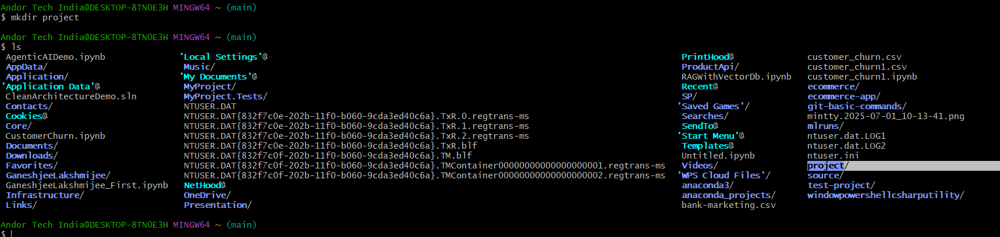 Andor Tech India@DESKTOP-8TN0E3H MINGW64 ~ (main)
$ mkdir project
Andor Tech India@DESKTOP-8TN0E3H MINGW64 ~ (main)
$ ls
AgenticAIDemo.ipynb 'Local Settings'@ PrintHood@ customer_churn.csv
AppData/ Music/ ProductApi/ customer_churn1.csv
Application/ 'My Documents'@ RAGWithVectorDb.ipynb customer_churn1.ipynb
'Application Data'@ MyProject/ Recent@ ecommerce/
CleanArchitectureDemo.sln MyProject.Tests/ SP/ ecommerce-app/
Contacts/ NTUSER.DAT 'Saved Games'/ git-basic-commands/
Cookies@ NTUSER.DAT{832f7c0e-202b-11f0-b060-9cda3ed40c6a}.TxR.0.regtrans-ms Searches/ mintty.2025-07-01_10-13-41.png
Core/ NTUSER.DAT{832f7c0e-202b-11f0-b060-9cda3ed40c6a}.TxR.1.regtrans-ms SendTo@ mlruns/
CustomerChurn.ipynb NTUSER.DAT{832f7c0e-202b-11f0-b060-9cda3ed40c6a}.TxR.2.regtrans-ms 'Start Menu'@ ntuser.dat.LOG1
Documents/ NTUSER.DAT{832f7c0e-202b-11f0-b060-9cda3ed40c6a}.TxR.blf Templates@ ntuser.dat.LOG2
Downloads/ NTUSER.DAT{832f7c0f-202b-11f0-b060-9cda3ed40c6a}.TM.blf Untitled.ipynb ntuser.ini
Favorites/ NTUSER.DAT{832f7c0f-202b-11f0-b060-9cda3ed40c6a}.TMContainer00000000000000000001.regtrans-ms Videos/ project/
GaneshjeeLakshmijee/ NTUSER.DAT{832f7c0f-202b-11f0-b060-9cda3ed40c6a}.TMContainer00000000000000000002.regtrans-ms 'WPS Cloud Files'/ source/
GaneshjeeLakshmijee_First.ipynb NetHood@ anaconda3/ test-project/
Infrastructure/ OneDrive/ anaconda_projects/ windowpowershellcsharputility/
Links/ Presentation/ bank-marketing.csv
Andor Tech India@DESKTOP-8TN0E3H MINGW64 ~ (main)
$